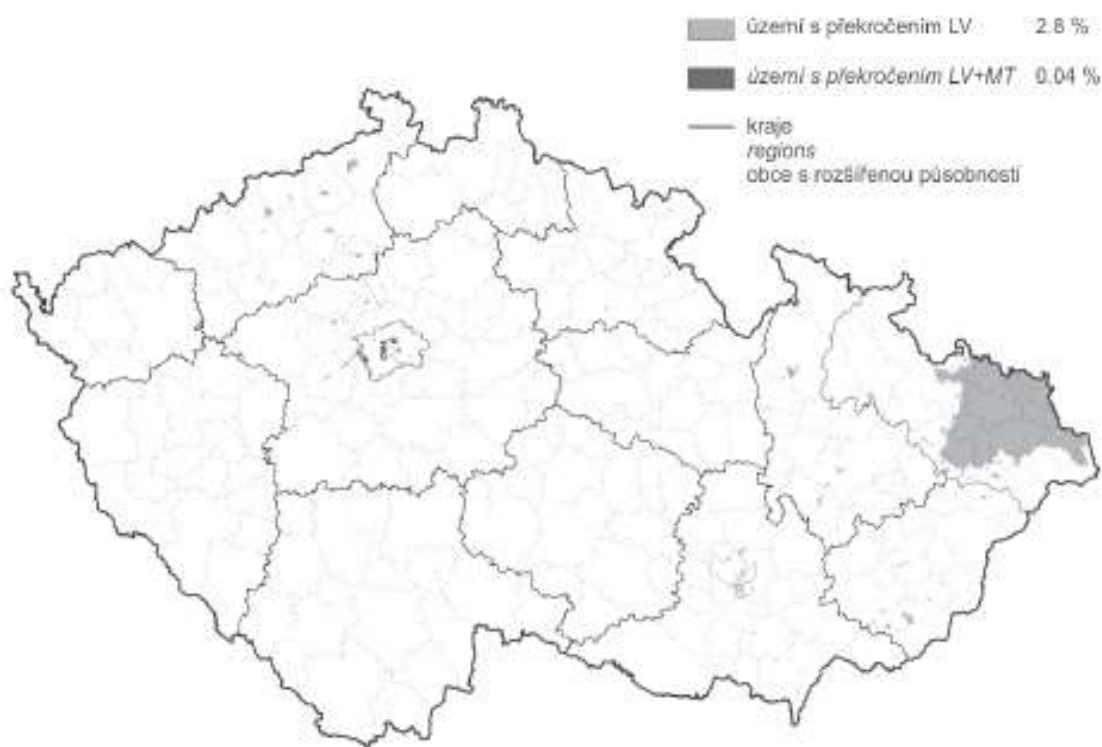 území s překročením LV 2.8 %
území s překročením LV+MT 0.04 %
kraje
regions
obce s rozšířenou působností